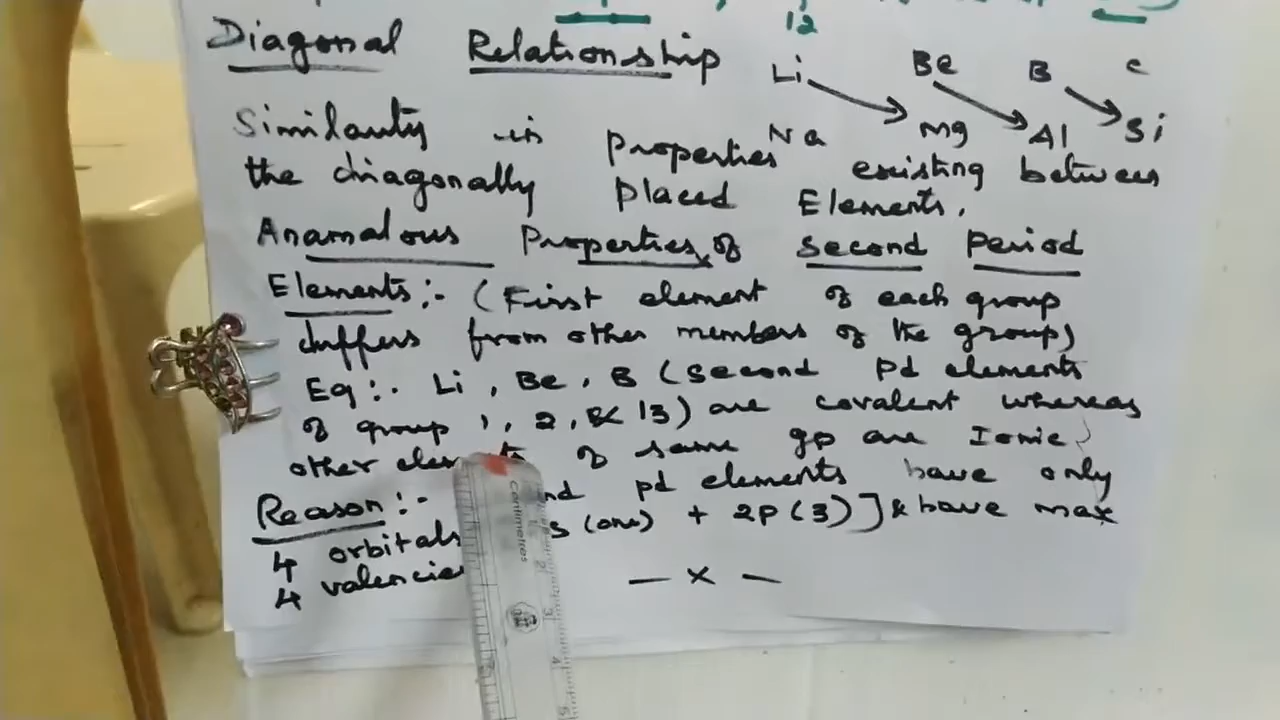 12
Diagonal Relationship
Li Be B C
Na Mg Al Si
Similarity in Properties existing between
the diagonally placed Elements.
Anamalous Properties of Second Period
Elements:- (First element of each group
differs from other members of the group)
Eg:- Li, Be, B (Second Pd elements
of group 1, 2, & 13) are covalent whereas
other elements of same gp are Ionic
Reason:- pd elements have only
4 orbitals (one) + 2p (3)] & have max
4 valencie
— x —
centimetres